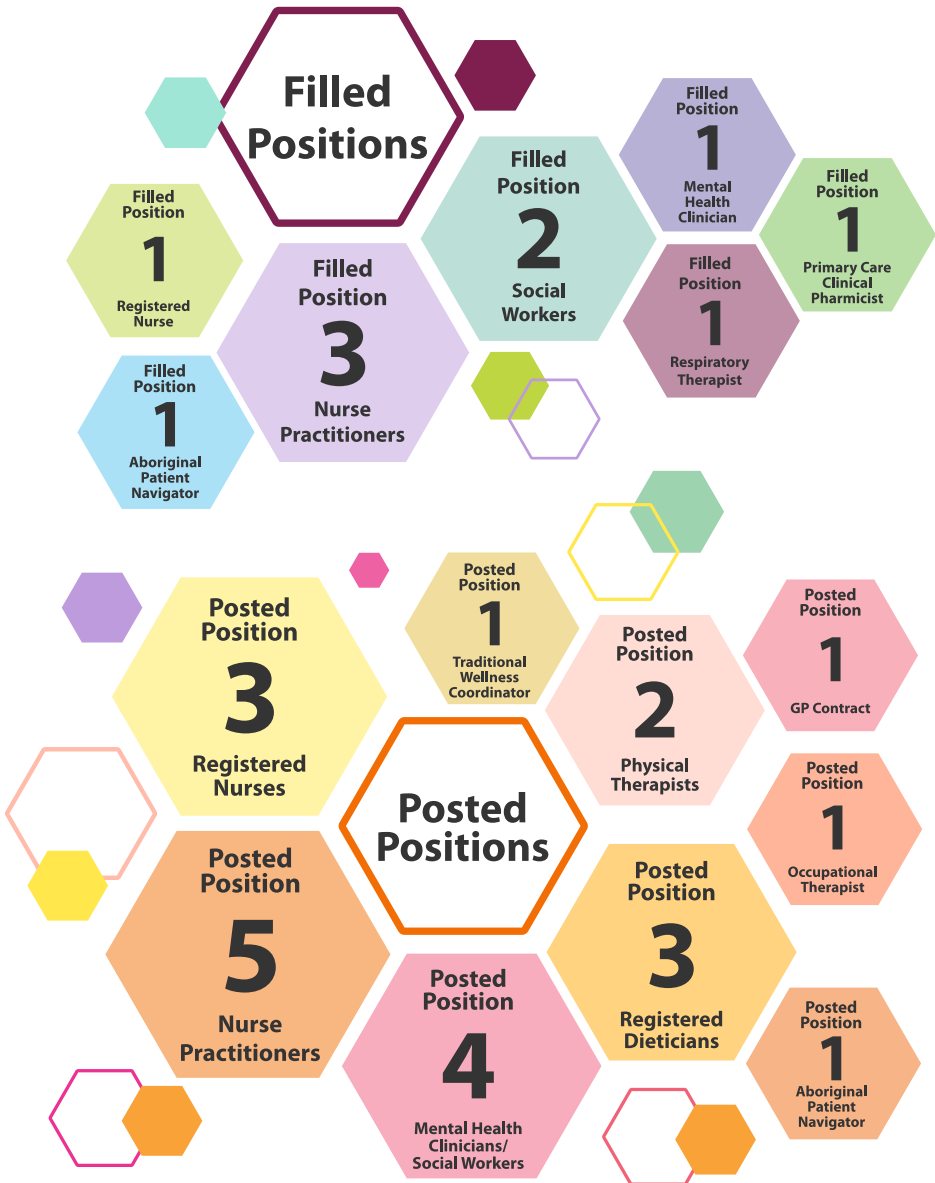 Filled
Positions
Filled
Position
1
Registered
Nurse
Filled
Position
1
Aboriginal
Patient
Navigator
Filled
Position
3
Nurse
Practitioners
Filled
Position
2
Social
Workers
Filled
Position
1
Mental
Health
Clinician
Filled
Position
1
Respiratory
Therapist
Filled
Position
1
Primary Care
Clinical
Pharmicist
Posted
Positions
Posted
Position
3
Registered
Nurses
Posted
Position
1
Traditional
Wellness
Coordinator
Posted
Position
2
Physical
Therapists
Posted
Position
1
GP Contract
Posted
Position
1
Occupational
Therapist
Posted
Position
5
Nurse
Practitioners
Posted
Position
4
Mental Health
Clinicians/
Social Workers
Posted
Position
3
Registered
Dieticians
Posted
Position
1
Aboriginal
Patient
Navigator